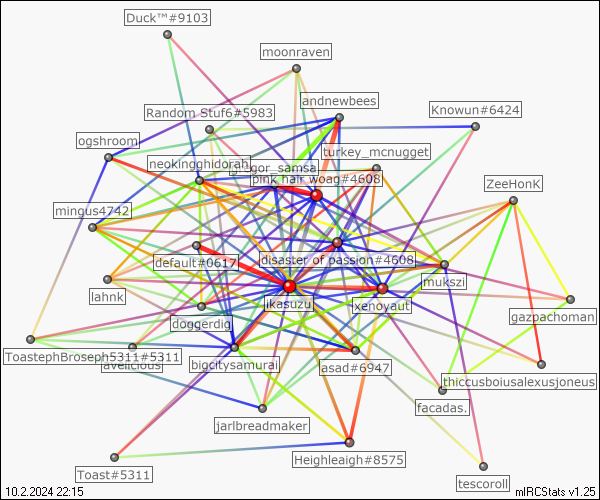 Duck™#9103
moonraven
andnewbees
Random Stuf6#5983
Knowun#6424
ogshroom
turkey_mcnugget
neokingghidorah
gregor_samsa
pink hair woag#4608
ZeeHonK
mingus4742
disaster of passion#4608
default#0617
mukszi
lahnk
ikasuzu
xenoyaut
gazpachoman
doggerdig
ToastephBroseph5311#5311
avelicious
bigcitysamurai
asad#6947
thiccusboiusalexusjoneus
facadas.
jarlbreadmaker
Heighleaigh#8575
Toast#5311
tescoroll
10.2.2024 22:15
mIRCStats v1.25